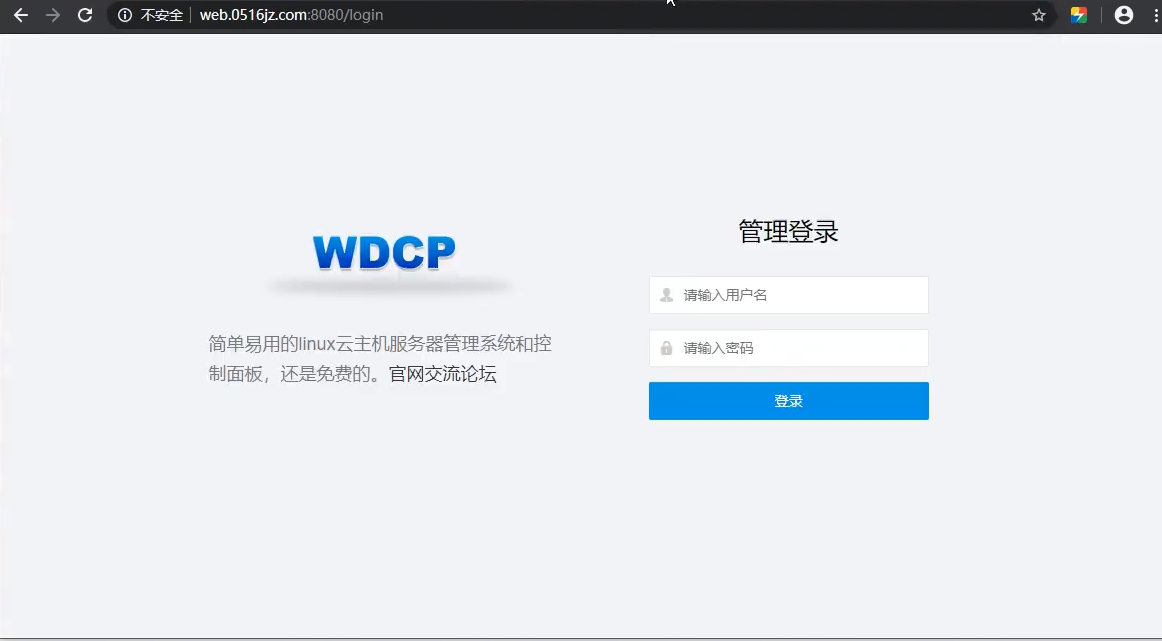 不安全 web.0516jz.com:8080/login
WDCP
简单易用的linux云主机服务器管理系统和控
制面板，还是免费的。官网交流论坛
管理登录
请输入用户名
请输入密码
登录